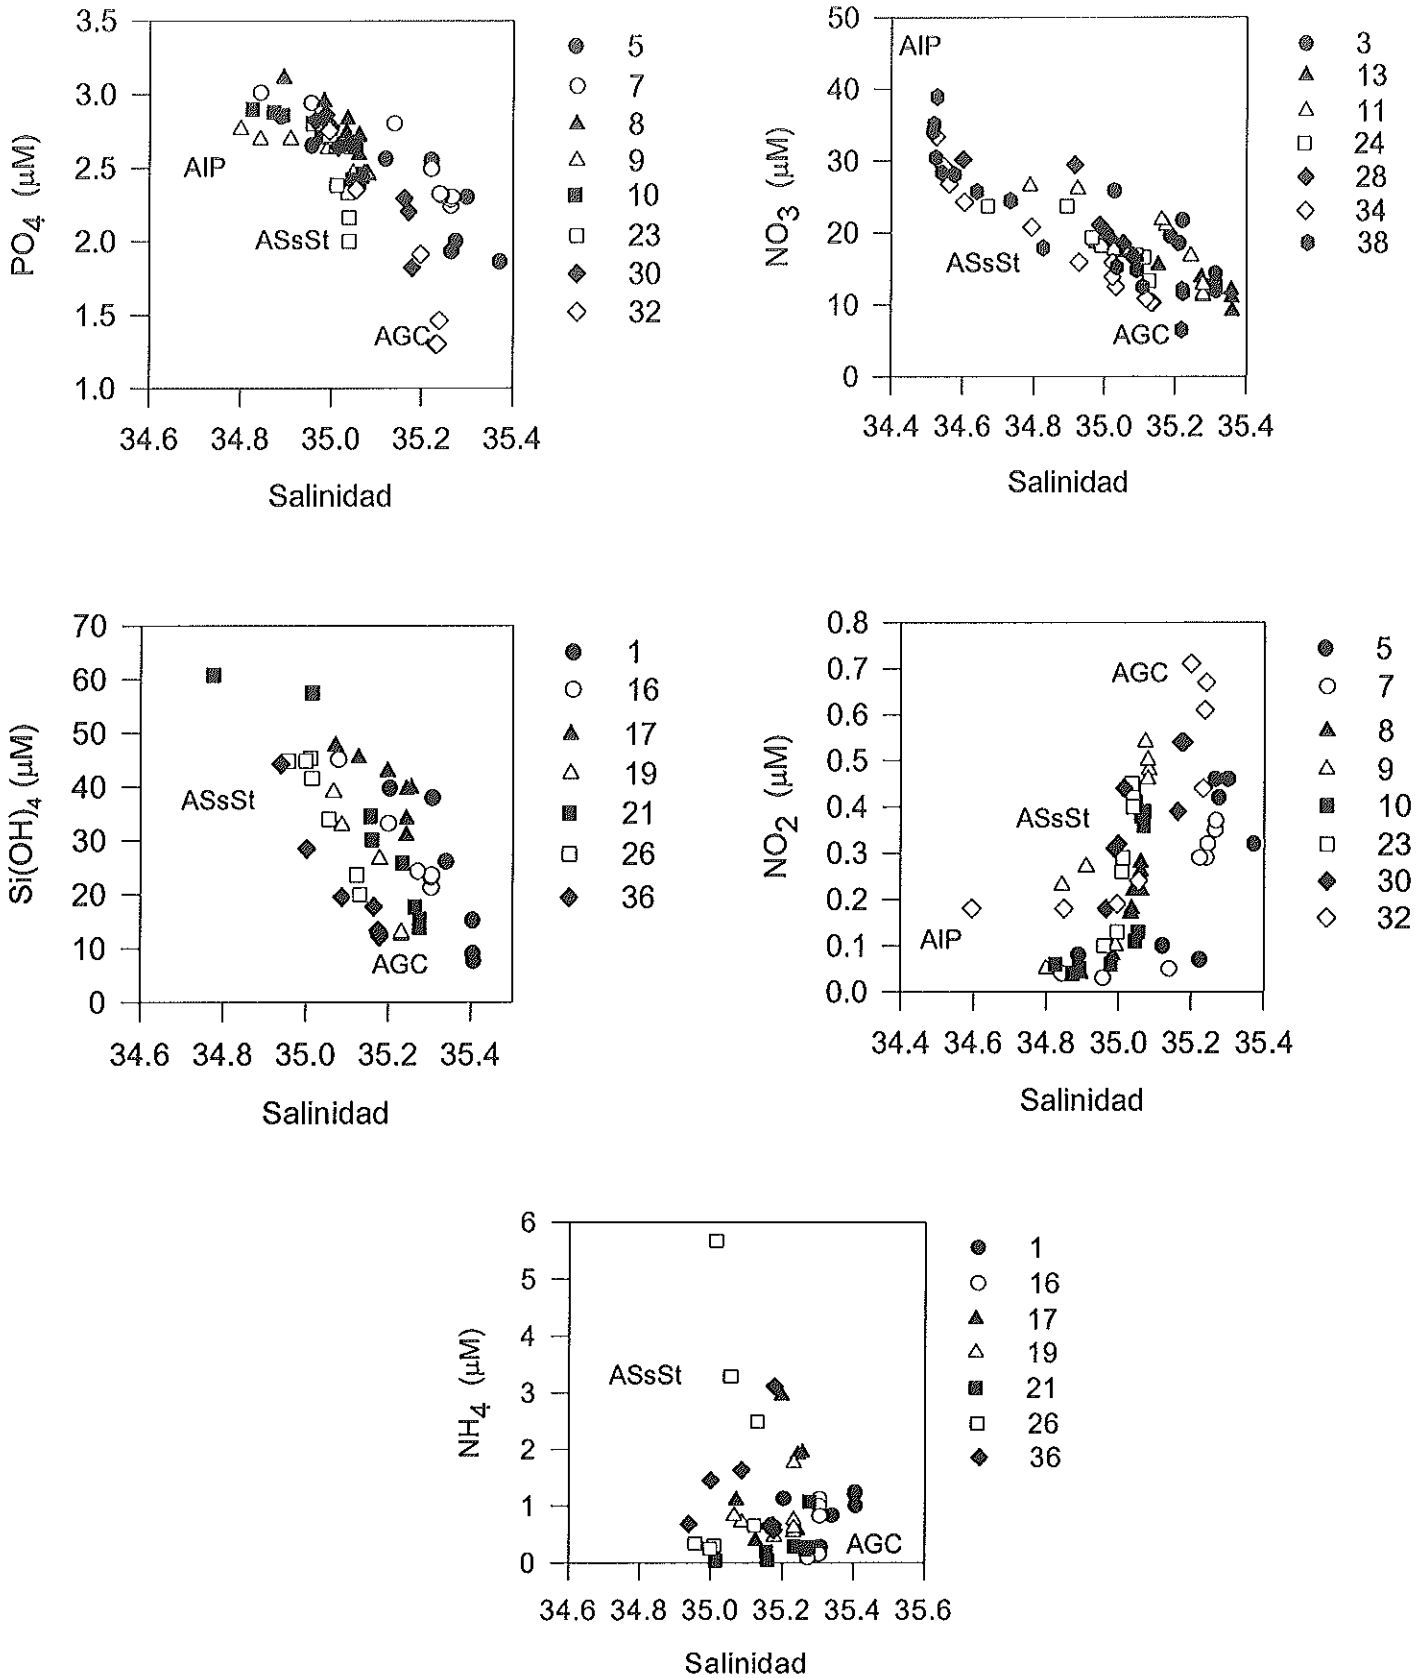 3.5
3.0
2.5
2.0
1.5
1.0
PO4 (µM)
AIP
ASsSt
AGC
34.6 34.8 35.0 35.2 35.4
Salinidad
5
7
8
9
10
23
30
32
50
40
30
20
10
0
NO3 (µM)
AIP
ASsSt
AGC
34.4 34.6 34.8 35.0 35.2 35.4
Salinidad
3
13
11
24
28
34
38
70
60
50
40
30
20
10
0
Si(OH)4 (µM)
ASsSt
AGC
34.6 34.8 35.0 35.2 35.4
Salinidad
1
16
17
19
21
26
36
0.8
0.7
0.6
0.5
0.4
0.3
0.2
0.1
0.0
NO2 (µM)
AGC
ASsSt
AIP
34.4 34.6 34.8 35.0 35.2 35.4
Salinidad
5
7
8
9
10
23
30
32
6
5
4
3
2
1
0
NH4 (µM)
ASsSt
AGC
34.6 34.8 35.0 35.2 35.4 35.6
Salinidad
1
16
17
19
21
26
36